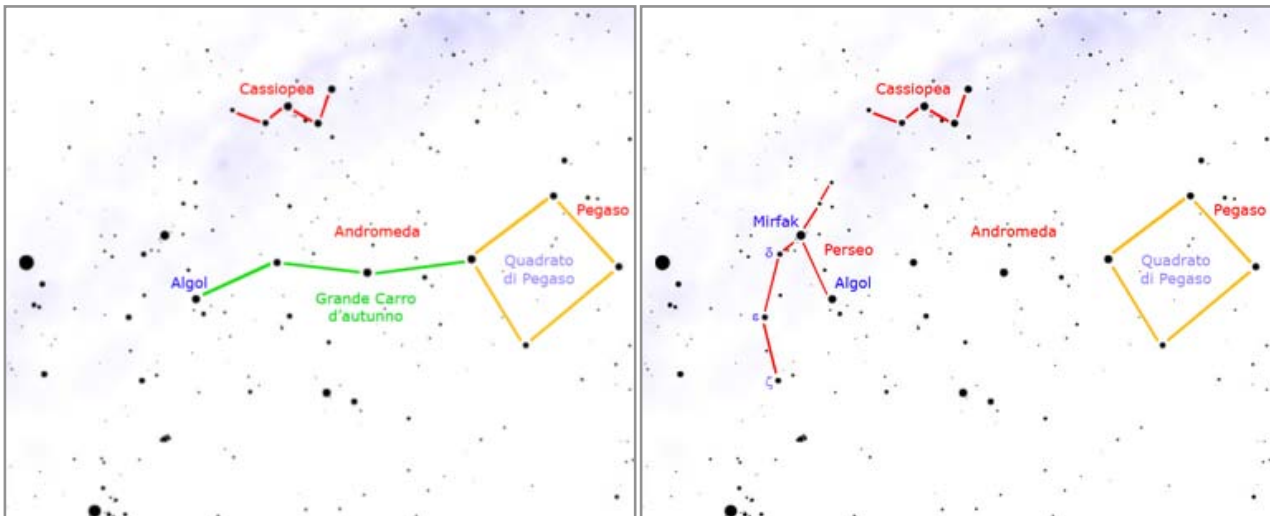 Cassiopea
Pegaso
Andromeda
Quadrato
di Pegaso
Algol
Grande Carro
d'autunno
Cassiopea
Pegaso
Mirfak
Andromeda
δ
Perseo
Quadrato
di Pegaso
Algol
ε
ζ